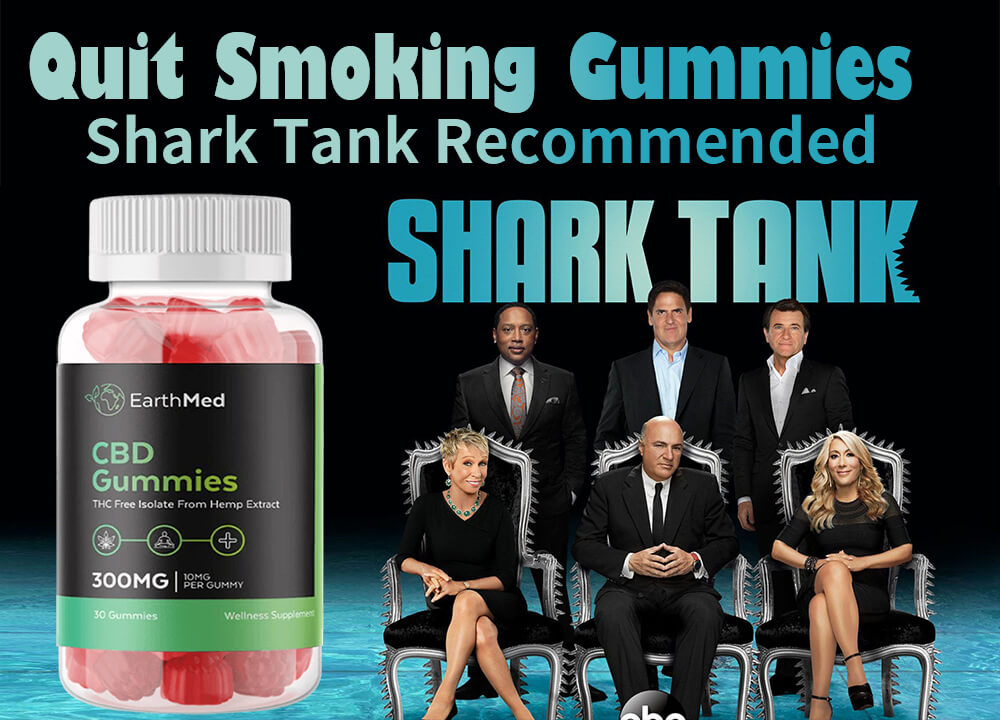 Quit Smoking Gummies
Shark Tank Recommended
SHARK TANK
EarthMed
CBD
Gummies
THC Free Isolate From Hemp Extract
300MG
10MG
PER GUMMY
30 Gummies
Wellness Supplement
abc